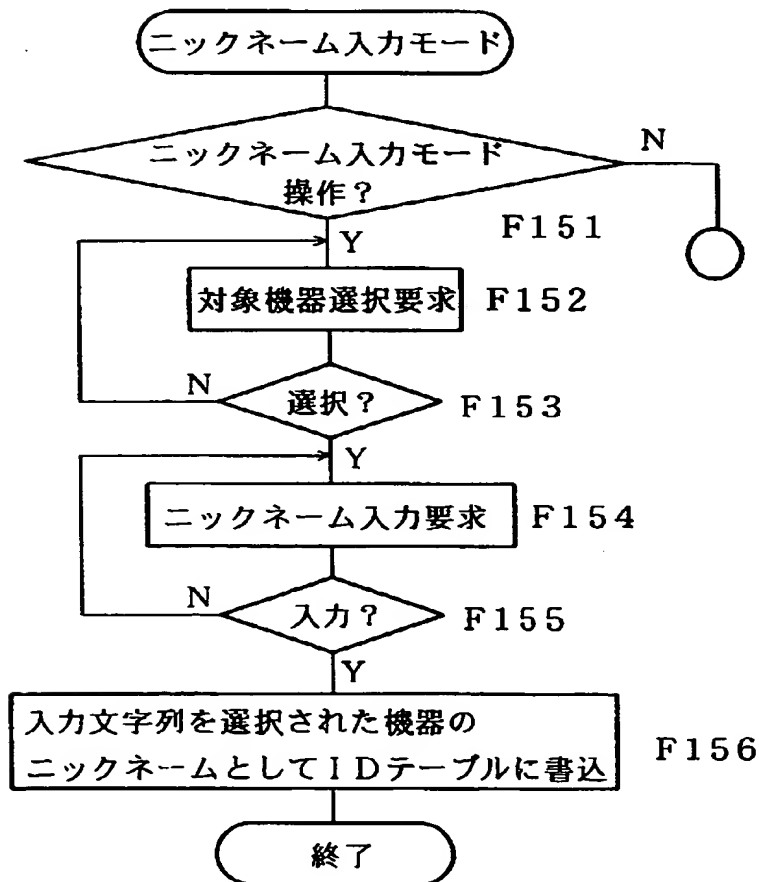 ニックネーム入力モード
ニックネーム入力モード
操作？
N
F151
Y
対象機器選択要求
F152
N
選択？
F153
Y
ニックネーム入力要求
F154
N
入力？
F155
Y
入力文字列を選択された機器の
ニックネームとしてIDテーブルに書込
F156
終了